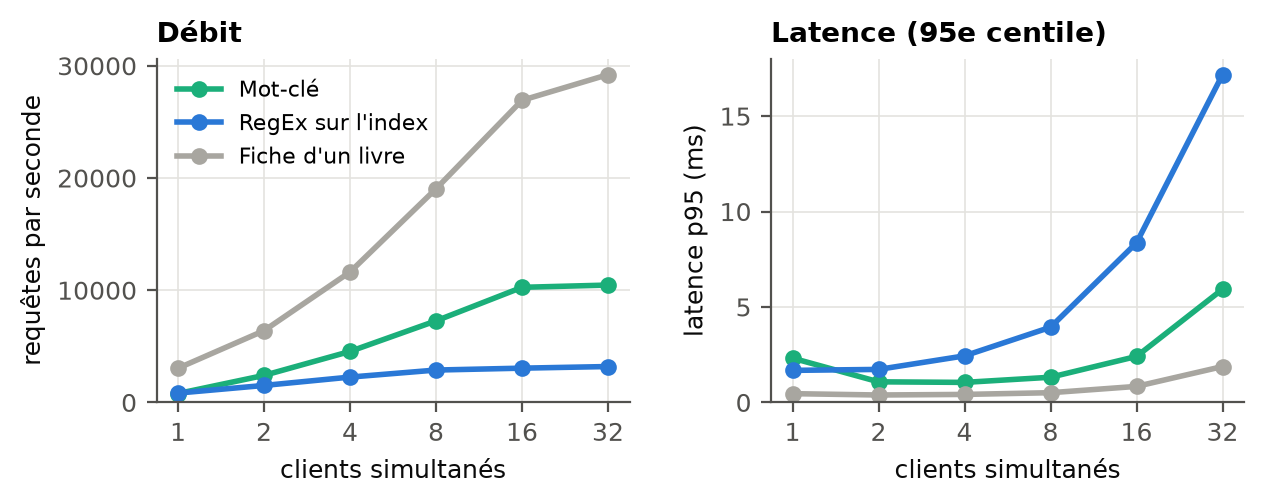 Débit
requêtes par seconde
30000
20000
10000
0
Mot-clé
RegEx sur l'index
Fiche d'un livre
1 2 4 8 16 32
clients simultanés
Latence (95e centile)
latence p95 (ms)
15
10
5
0
1 2 4 8 16 32
clients simultanés